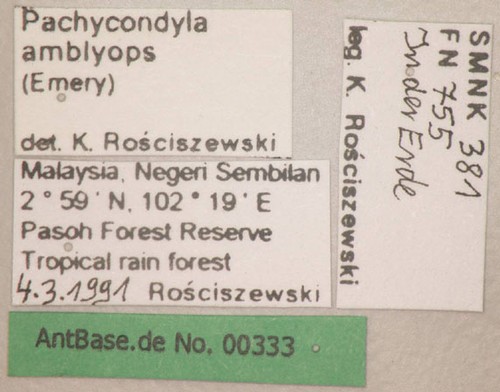 Pachycondyla
amblyops
(Emery)
det. K. Rościszewski
Malaysia, Negeri Sembilan
2° 59' N, 102° 19' E
Pasoh Forest Reserve
Tropical rain forest
4.3.1991 Rościszewski
SMNK 381
FN 755
In der Erde
leg. K. Rościszewski
AntBase.de No. 00333